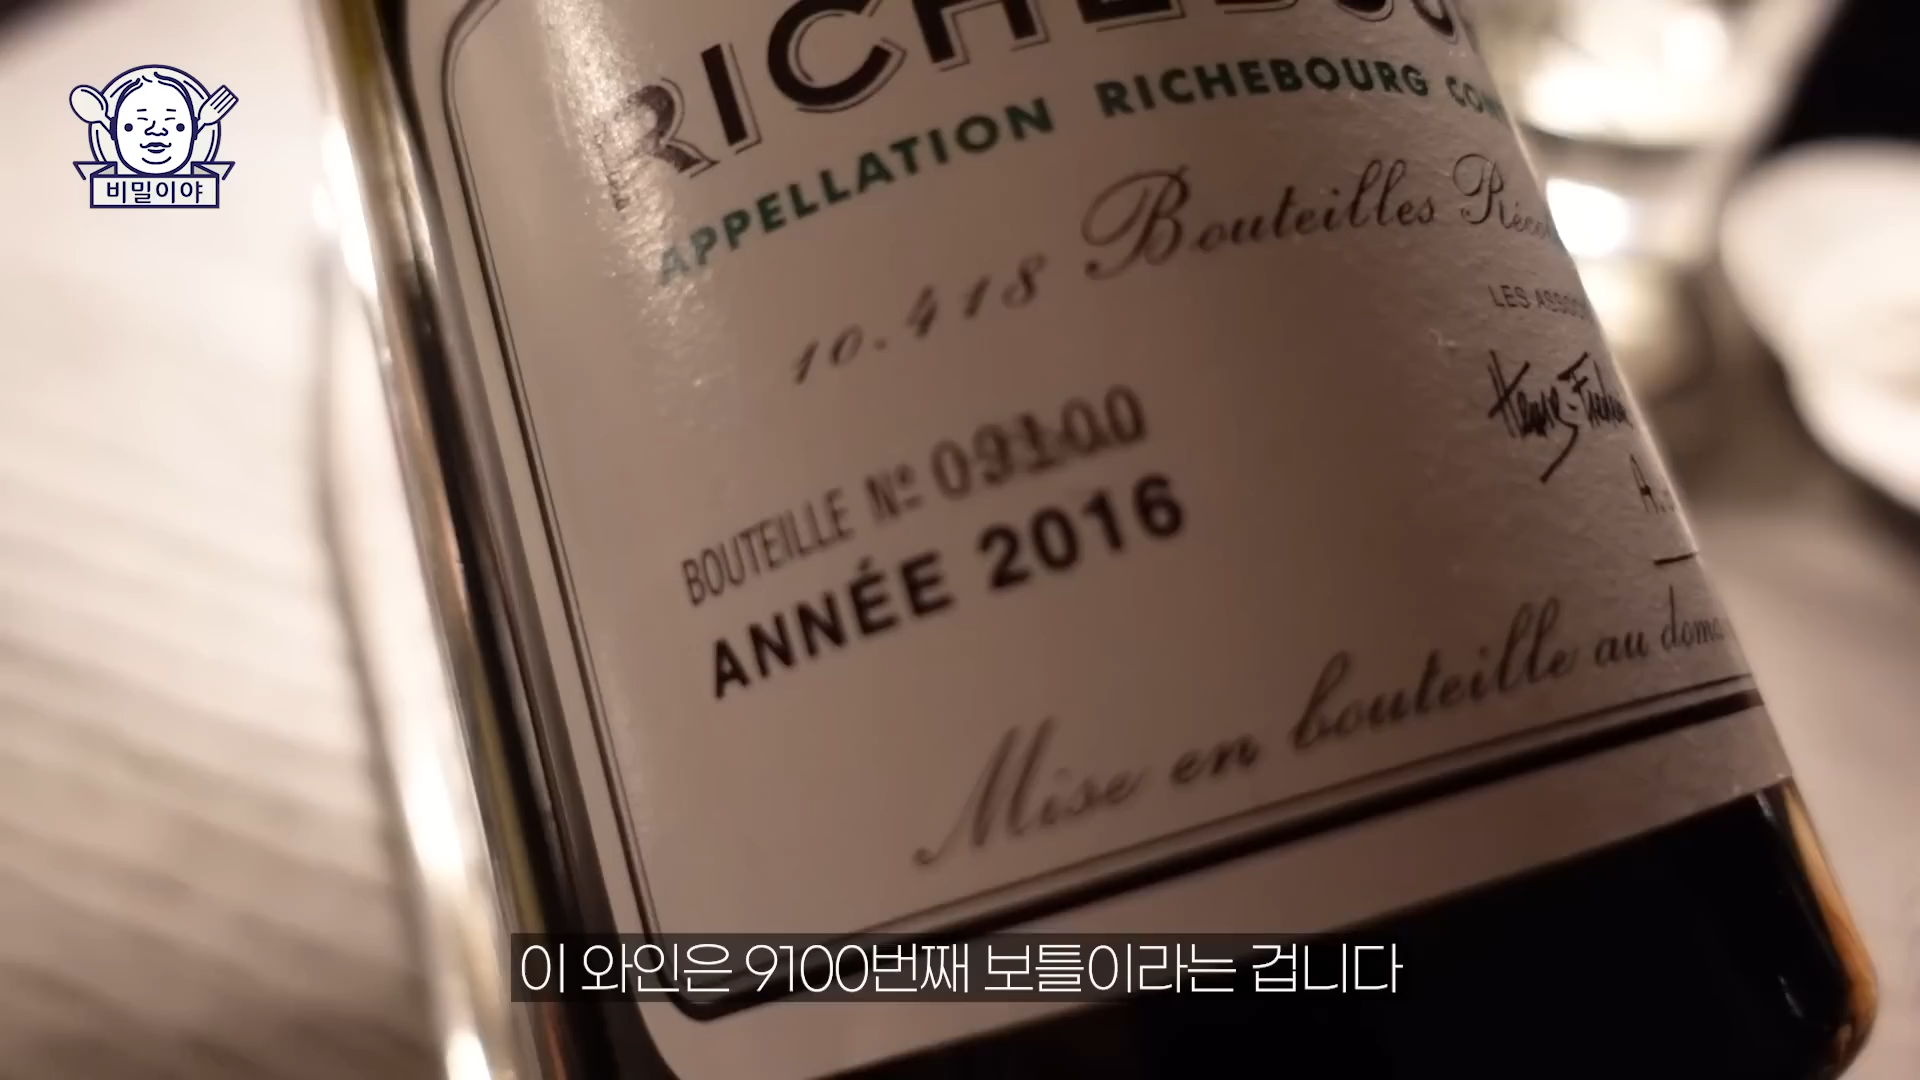 비밀이야
APPELLATION RICHEBOURG
10.418 Bouteilles
LES
BOUTEILLE Nº 09100
ANNÉE 2016
Mise en bouteille au
이 와인은 9100번째 보틀이라는 겁니다